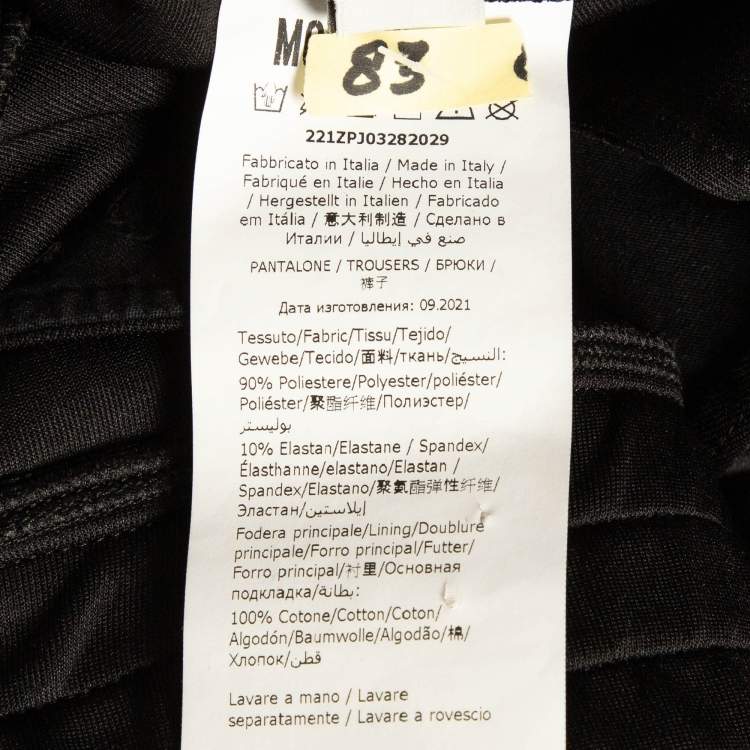 83
221ZPJ03282029
Fabbricato in Italia / Made in Italy /
Fabriqué en Italie / Hecho en Italia
/ Hergestellt in Italien / Fabricado
em Itália / 意大利制造 / Сделано в
Италии / صنع في إيطاليا
PANTALONE / TROUSERS / БРЮКИ /
裤子
Дата изготовления: 09.2021
Tessuto/Fabric/Tissu/Tejido/
Gewebe/Tecido/面料/ткань/النسيج:
90% Poliestere/Polyester/poliéster/
Poliéster/聚酯纤维/Полиэстер/
بوليستر
10% Elastan/Elastane / Spandex/
Élasthanne/elastano/Elastan /
Spandex/Elastano/聚氨酯弹性纤维/
Эластан/إيلاستين
Fodera principale/Lining/Doublure
principale/Forro principal/Futter/
Forro principal/衬里/Основная
подкладка/بطانة:
100% Cotone/Cotton/Coton/
Algodón/Baumwolle/Algodão/棉/
Хлопок/قطن
Lavare a mano / Lavare
separatamente / Lavare a rovescio